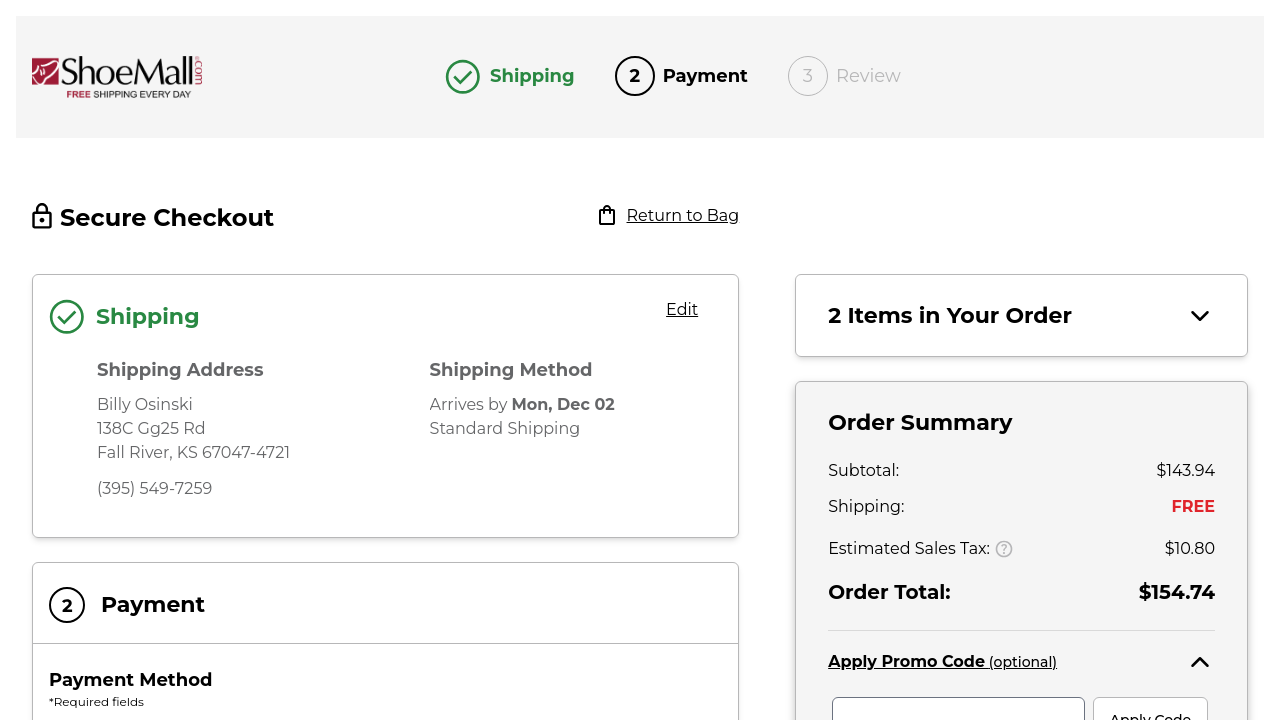 ShoeMall.com
FREE SHIPPING EVERY DAY
Shipping
2 Payment
3 Review
Secure Checkout
Return to Bag
Shipping
Edit
Shipping Address
Billy Osinski
138C Gg25 Rd
Fall River, KS 67047-4721
(395) 549-7259
Shipping Method
Arrives by Mon, Dec 02
Standard Shipping
2 Payment
Payment Method
*Required fields
2 Items in Your Order
Order Summary
Subtotal: $143.94
Shipping: FREE
Estimated Sales Tax: ? $10.80
Order Total: $154.74
Apply Promo Code (optional)
Apply Code